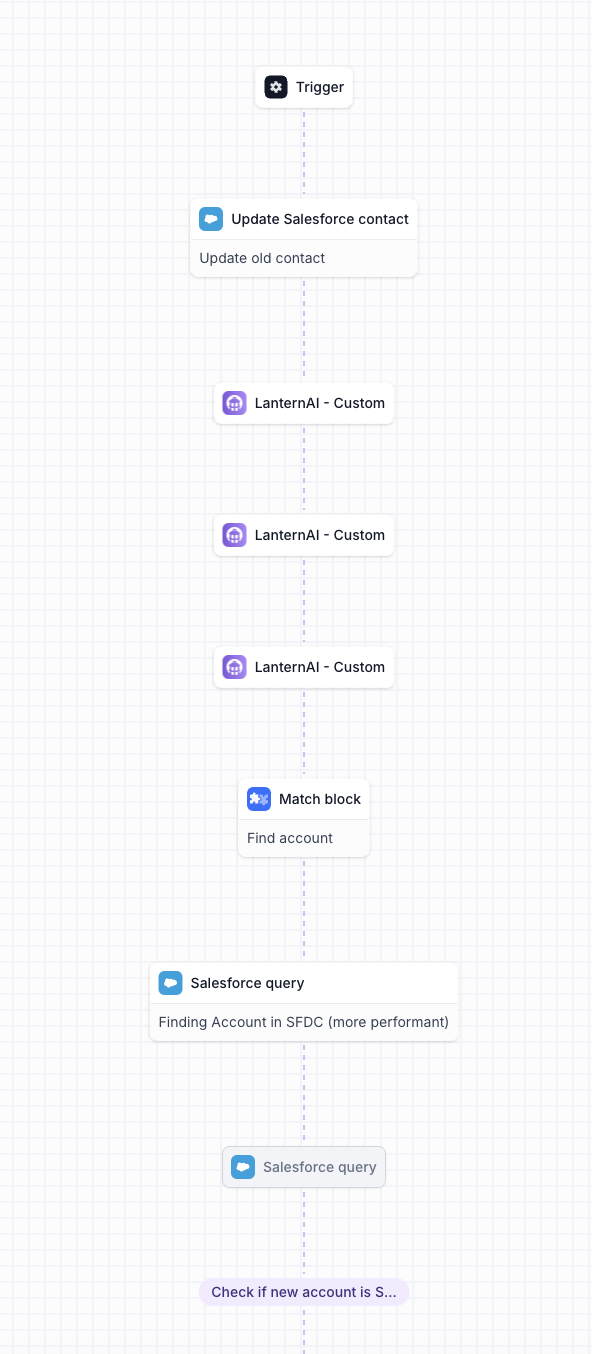 Trigger
Update Salesforce contact
Update old contact
LanternAI - Custom
LanternAI - Custom
LanternAI - Custom
Match block
Find account
Salesforce query
Finding Account in SFDC (more performant)
Salesforce query
Check if new account is S...